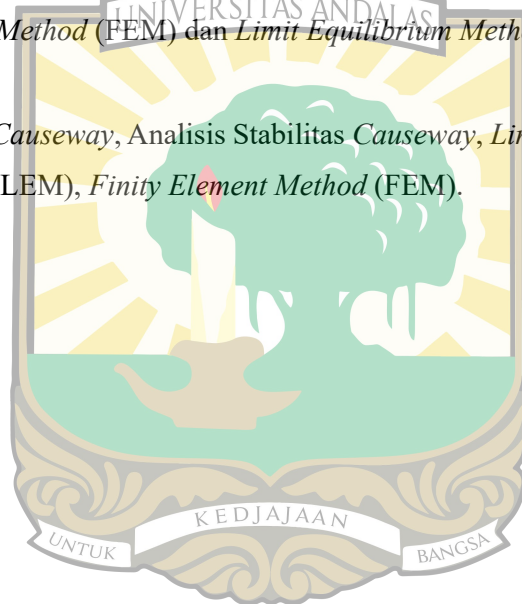 UNIVERSITAS ANDALAS
Method (FEM) dan Limit Equilibrium Meth
Causeway, Analisis Stabilitas Causeway, Lin
LEM), Finity Element Method (FEM).
KEDJAJAAN
UNTUK BANGSA